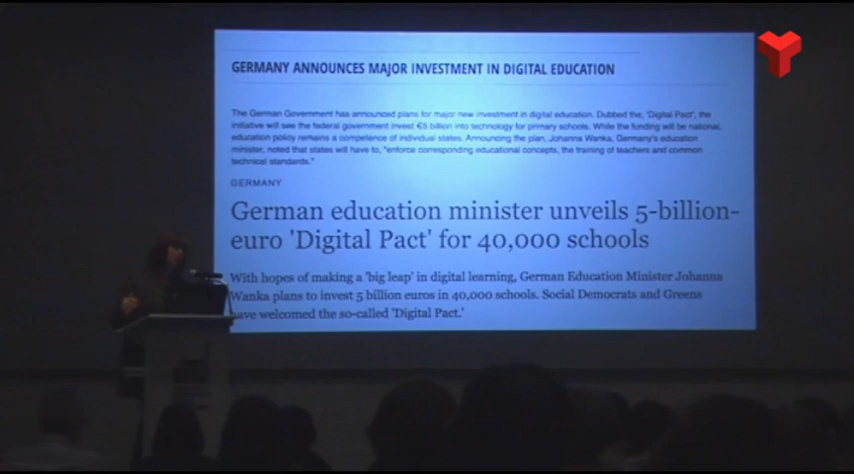 GERMANY ANNOUNCES MAJOR INVESTMENT IN DIGITAL EDUCATION
The German Government has announced plans for major new investment in digital education. Dubbed the, 'Digital Pact', the
initiative will see the federal government invest €5 billion into technology for primary schools. While the funding will be national,
education policy remains a competence of individual states. Announcing the plan, Johanna Wanka, Germany's education
minister, noted that states will have to, "enforce corresponding educational concepts, the training of teachers and common
technical standards."
GERMANY
German education minister unveils 5-billion-
euro 'Digital Pact' for 40,000 schools
With hopes of making a 'big leap' in digital learning, German Education Minister Johanna
Wanka plans to invest 5 billion euros in 40,000 schools. Social Democrats and Greens
have welcomed the so-called 'Digital Pact.'